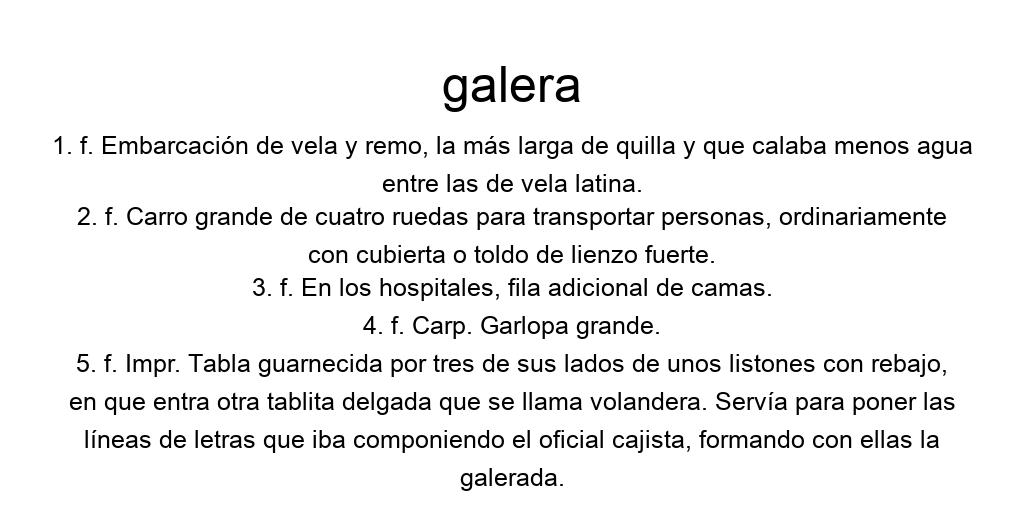 galera
1. f. Embarcación de vela y remo, la más larga de quilla y que calaba menos agua
entre las de vela latina.
2. f. Carro grande de cuatro ruedas para transportar personas, ordinariamente
con cubierta o toldo de lienzo fuerte.
3. f. En los hospitales, fila adicional de camas.
4. f. Carp. Garlopa grande.
5. f. Impr. Tabla guarnecida por tres de sus lados de unos listones con rebajo,
en que entra otra tablita delgada que se llama volandera. Servía para poner las
líneas de letras que iba componiendo el oficial cajista, formando con ellas la
galerada.